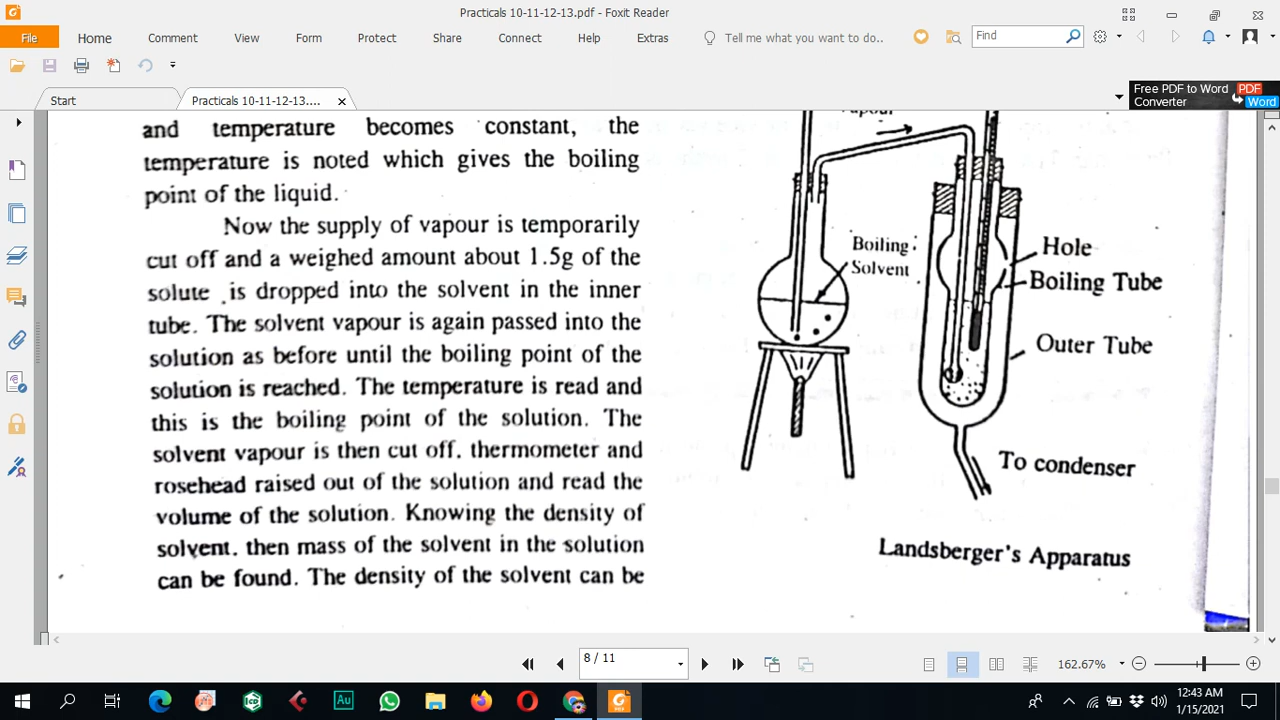 Practicals 10-11-12-13.pdf - Foxit Reader
File Home Comment View Form Protect Share Connect Help Extras Tell me what you want to do.. Find
Start Practicals 10-11-12-13....
Free PDF to Word
Converter
PDF
Word
and temperature becomes constant, the
temperature is noted which gives the boiling
point of the liquid.
Now the supply of vapour is temporarily
cut off and a weighed amount about 1.5g of the
solute is dropped into the solvent in the inner
tube. The solvent vapour is again passed into the
solution as before until the boiling point of the
solution is reached. The temperature is read and
this is the boiling point of the solution. The
solvent vapour is then cut off. thermometer and
rosehead raised out of the solution and read the
volume of the solution. Knowing the density of
solvent. then mass of the solvent in the solution
can be found. The density of the solvent can be
Boiling
Solvent
Hole
Boiling Tube
Outer Tube
To condenser
Landsberger's Apparatus
8 / 11
162.67%
Au
12:43 AM
1/15/2021